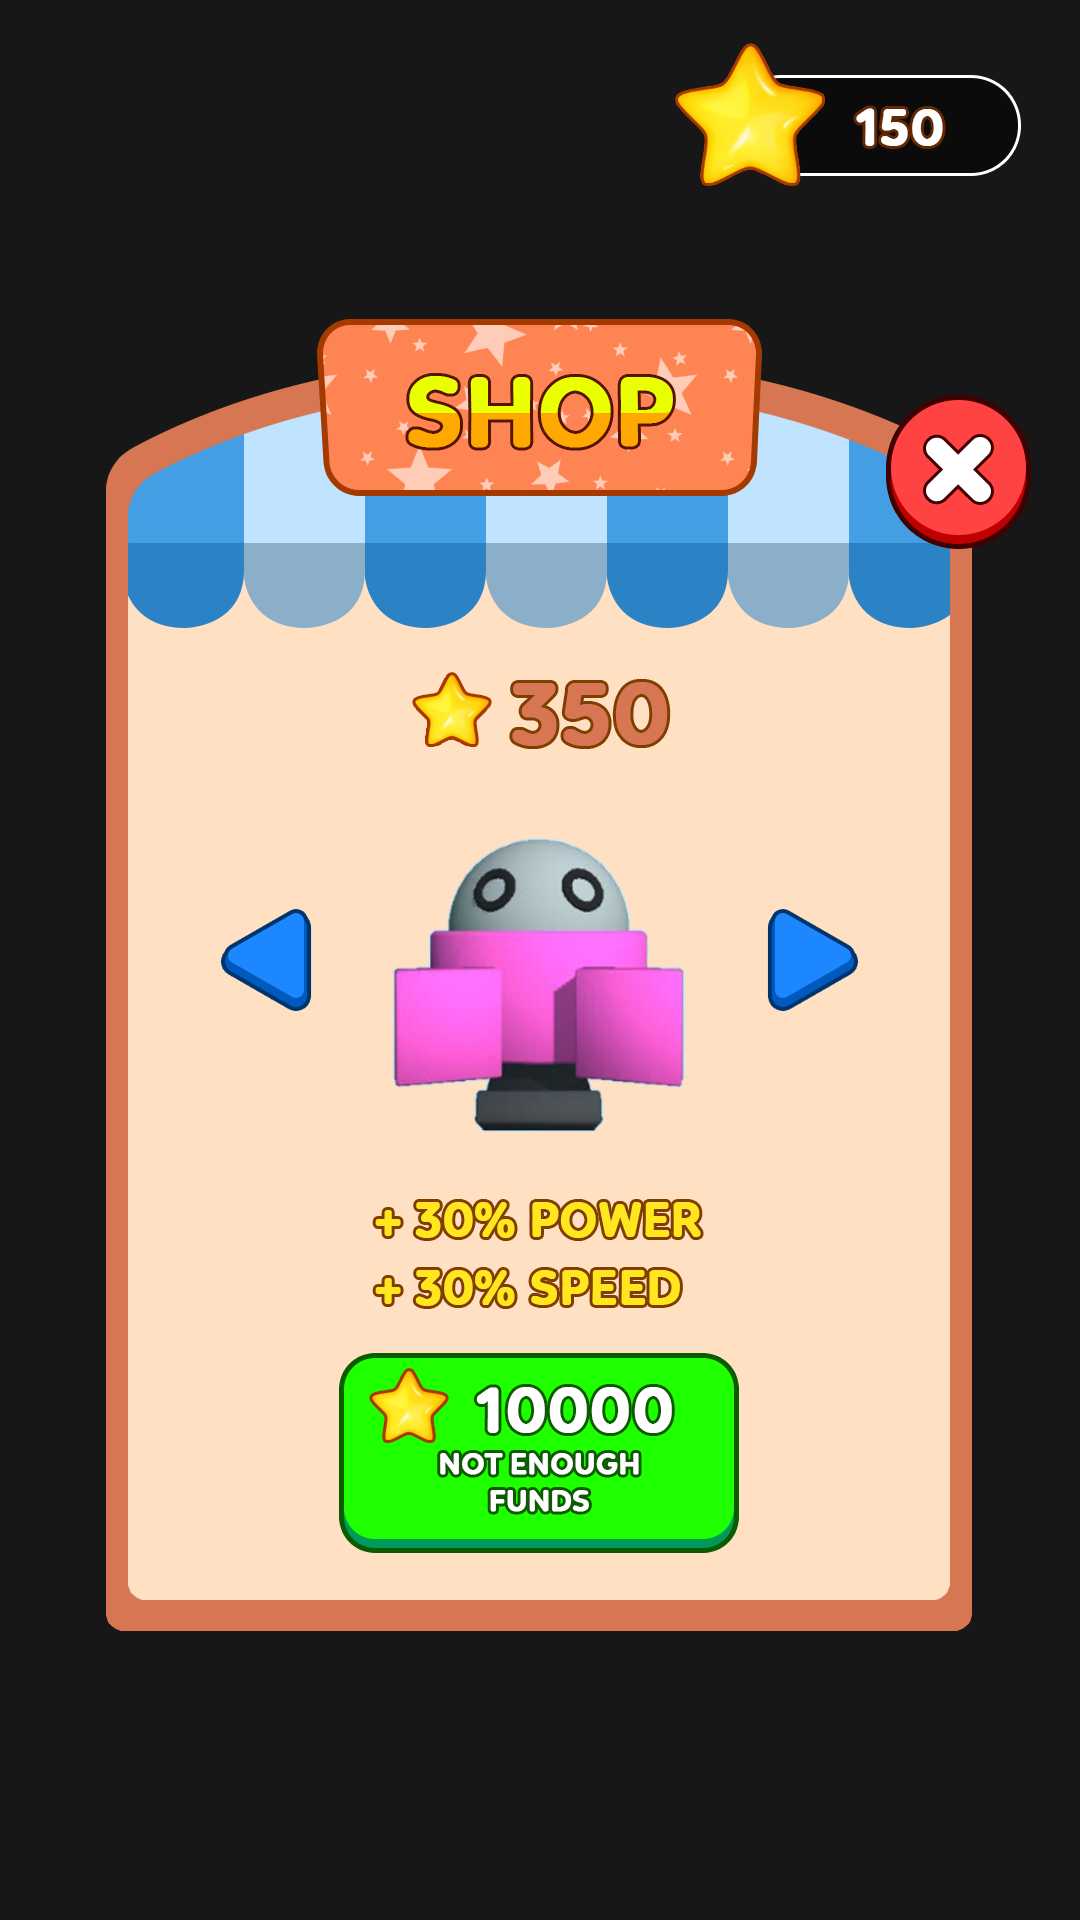 150
SHOP
350
+ 30% POWER
+ 30% SPEED
10000
NOT ENOUGH
FUNDS